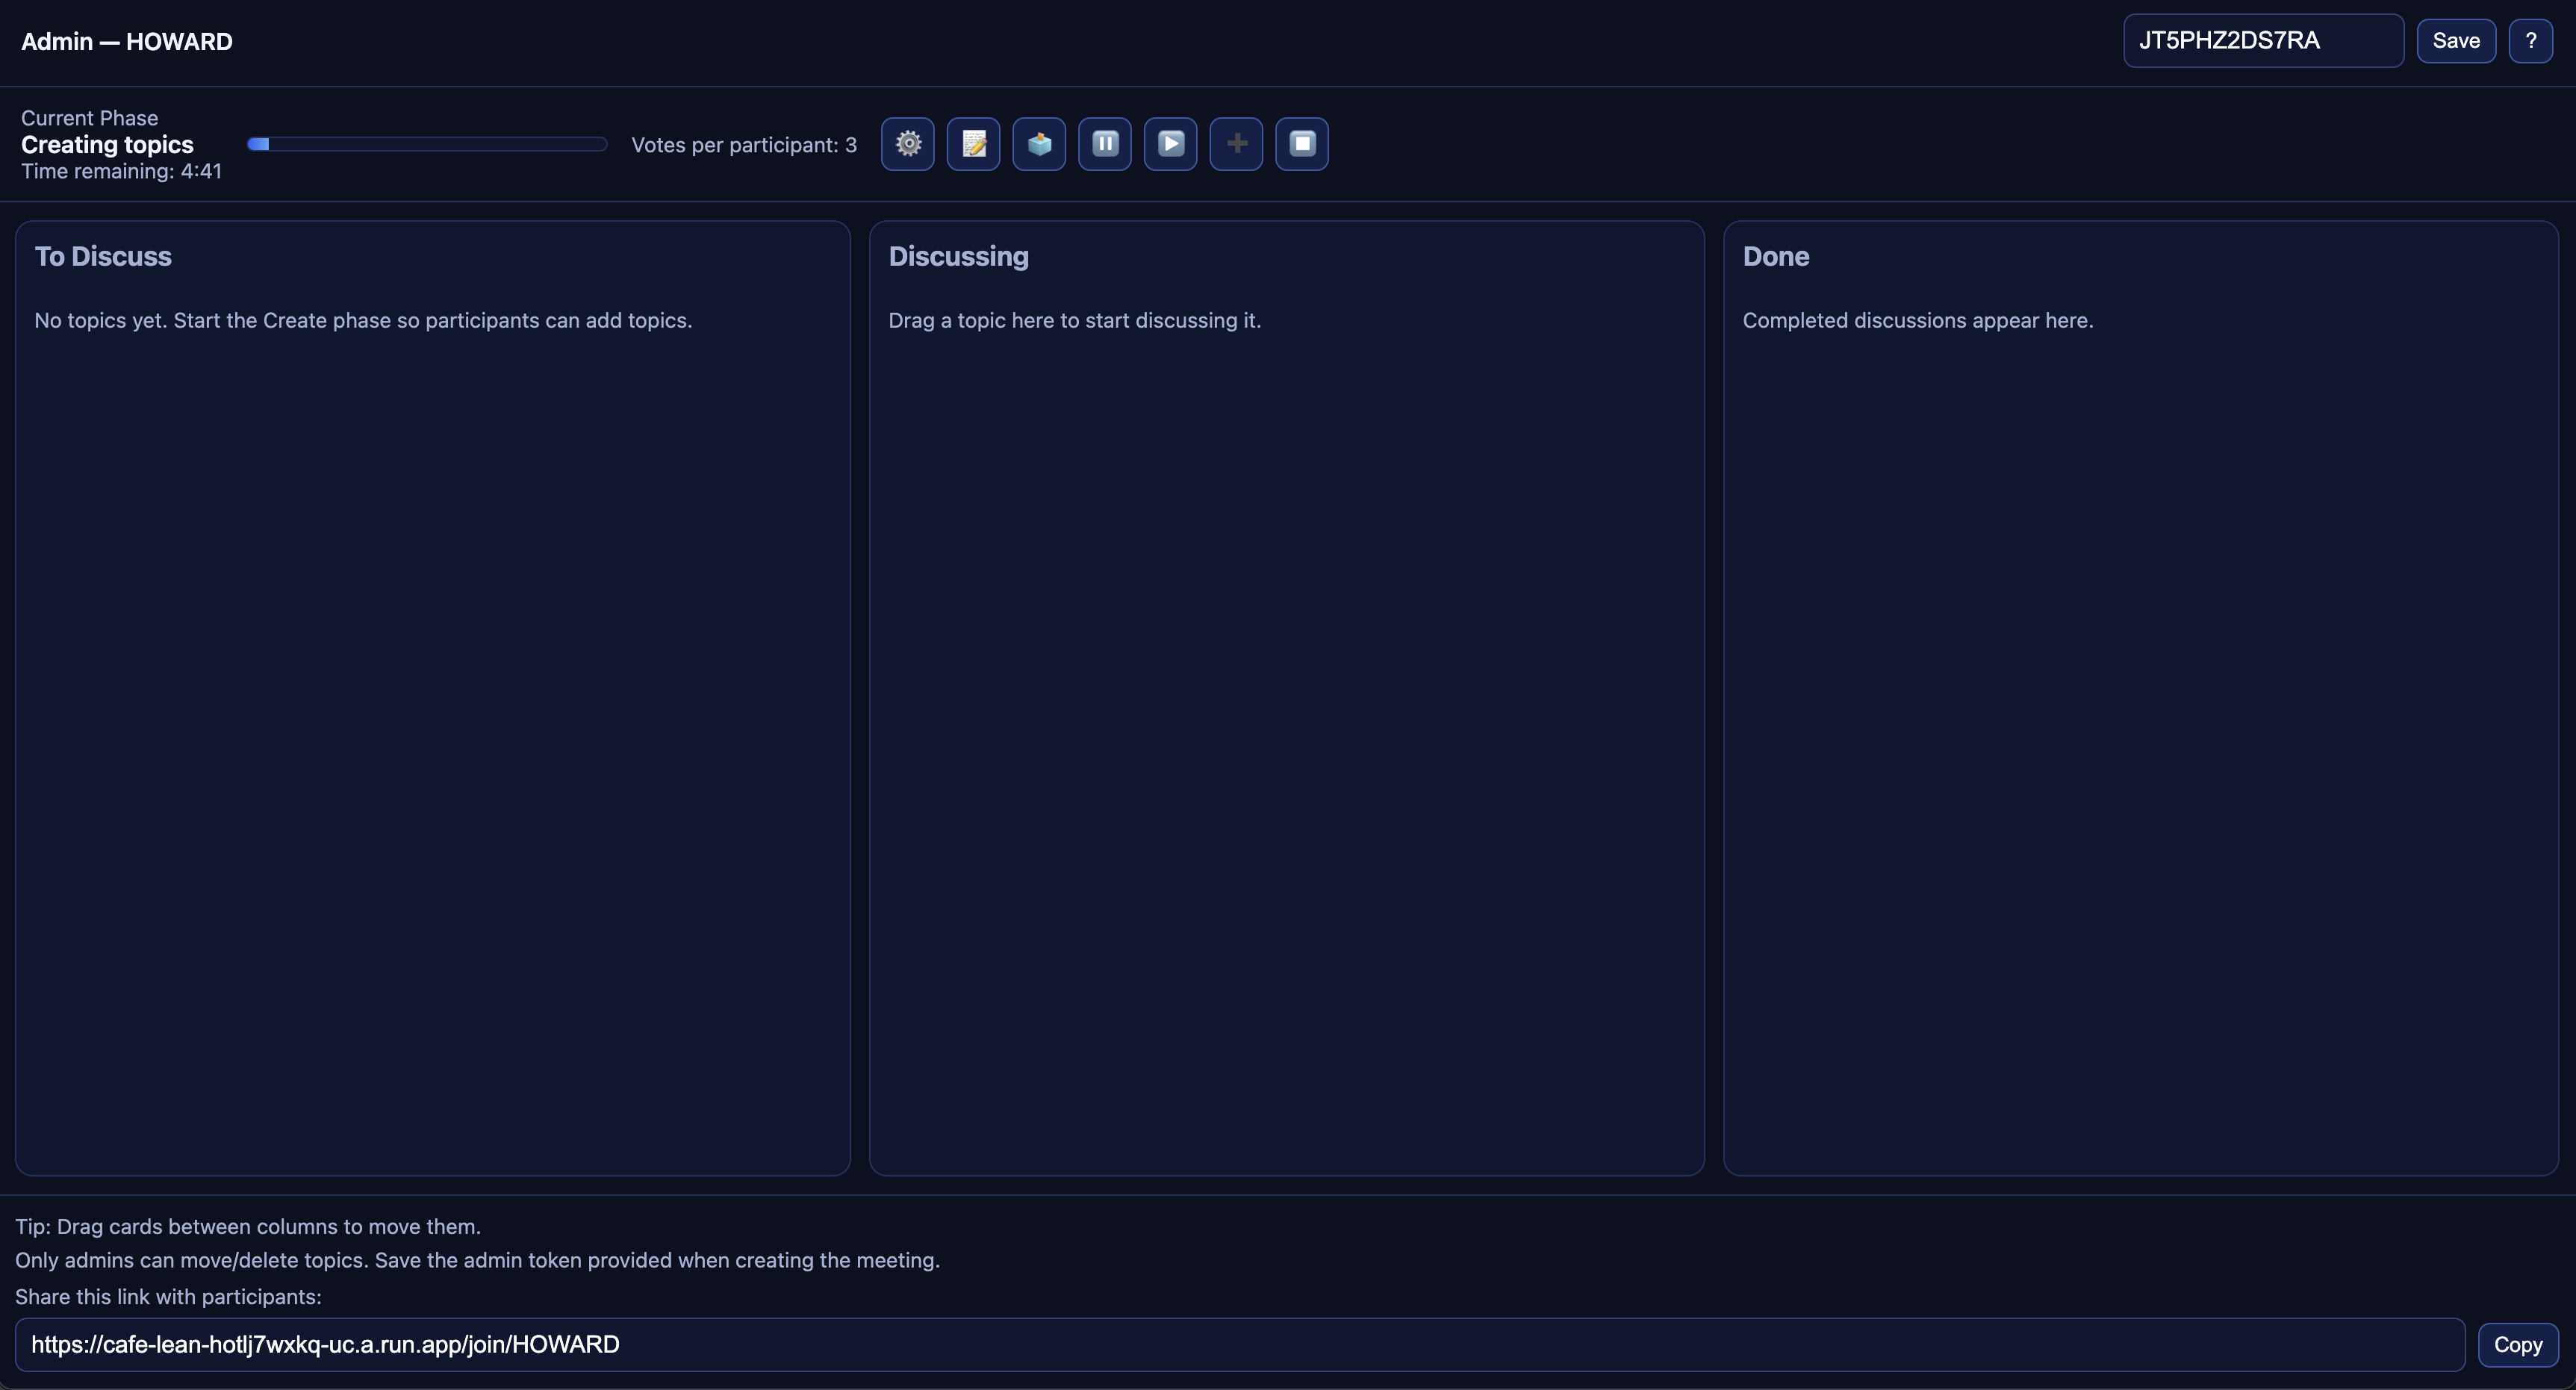 Admin — HOWARD
JT5PHZ2DS7RA
Save
?
Current Phase
Creating topics
Time remaining: 4:41
Votes per participant: 3
To Discuss
No topics yet. Start the Create phase so participants can add topics.
Discussing
Drag a topic here to start discussing it.
Done
Completed discussions appear here.
Tip: Drag cards between columns to move them.
Only admins can move/delete topics. Save the admin token provided when creating the meeting.
Share this link with participants:
https://cafe-lean-hotlj7wxkq-uc.a.run.app/join/HOWARD
Copy